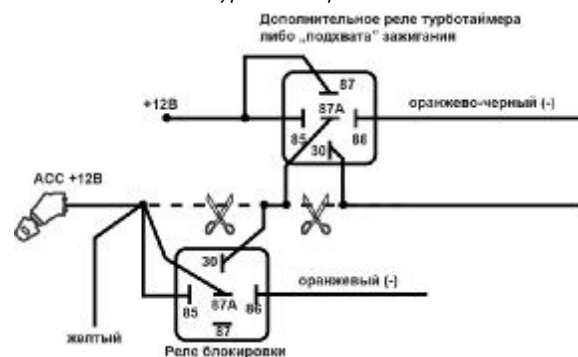 Дополнительное реле турботаймера
либо „подхвата" зажигания
87
+12В
87А
оранжево-черный (-)
85
86
30
АСС +12В
30
оранжевый (-)
85
87А
86
87
желтый
Реле блокировки